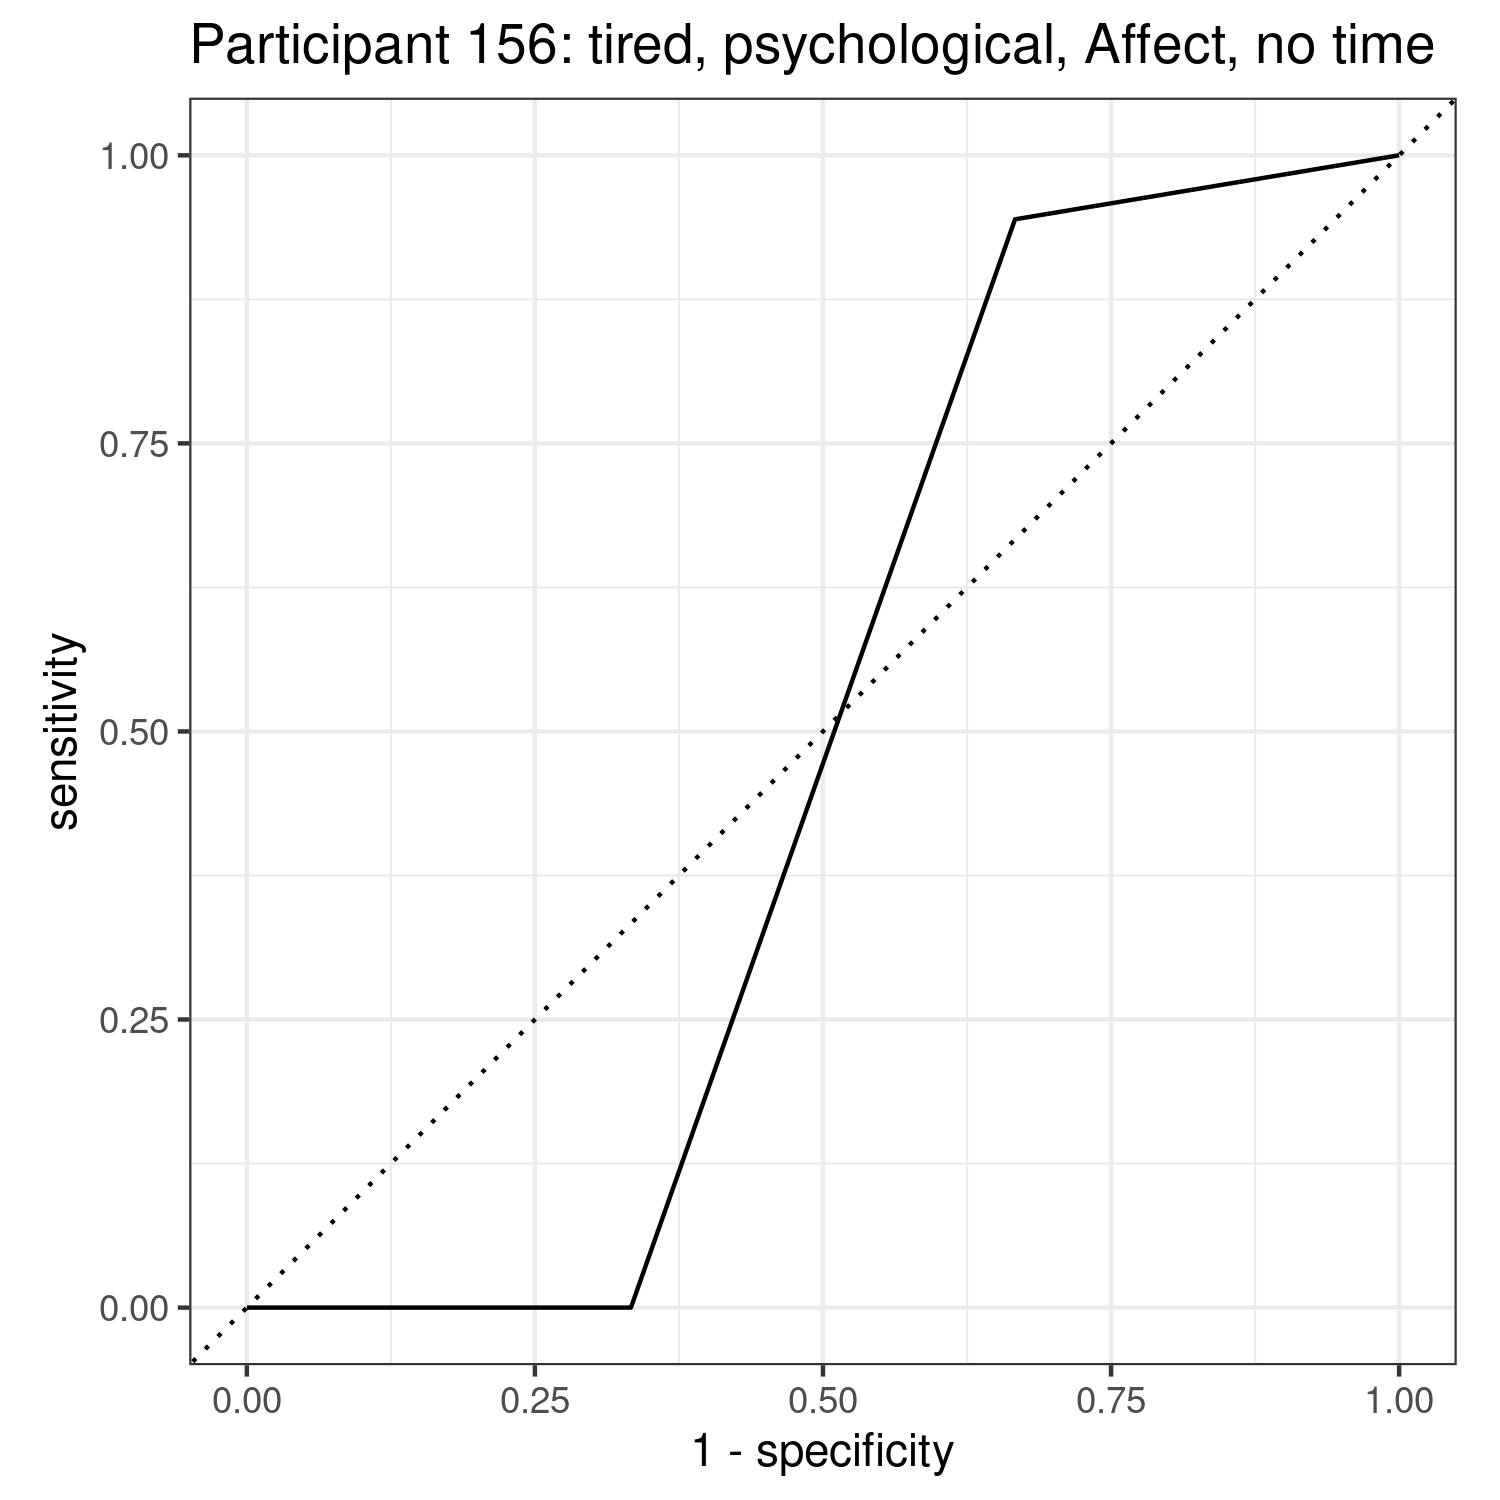 Participant 156: tired, psychological, Affect, no time
1.00
0.75
0.50
0.25
0.00
sensitivity
0.00 0.25 0.50 0.75 1.00
1 - specificity